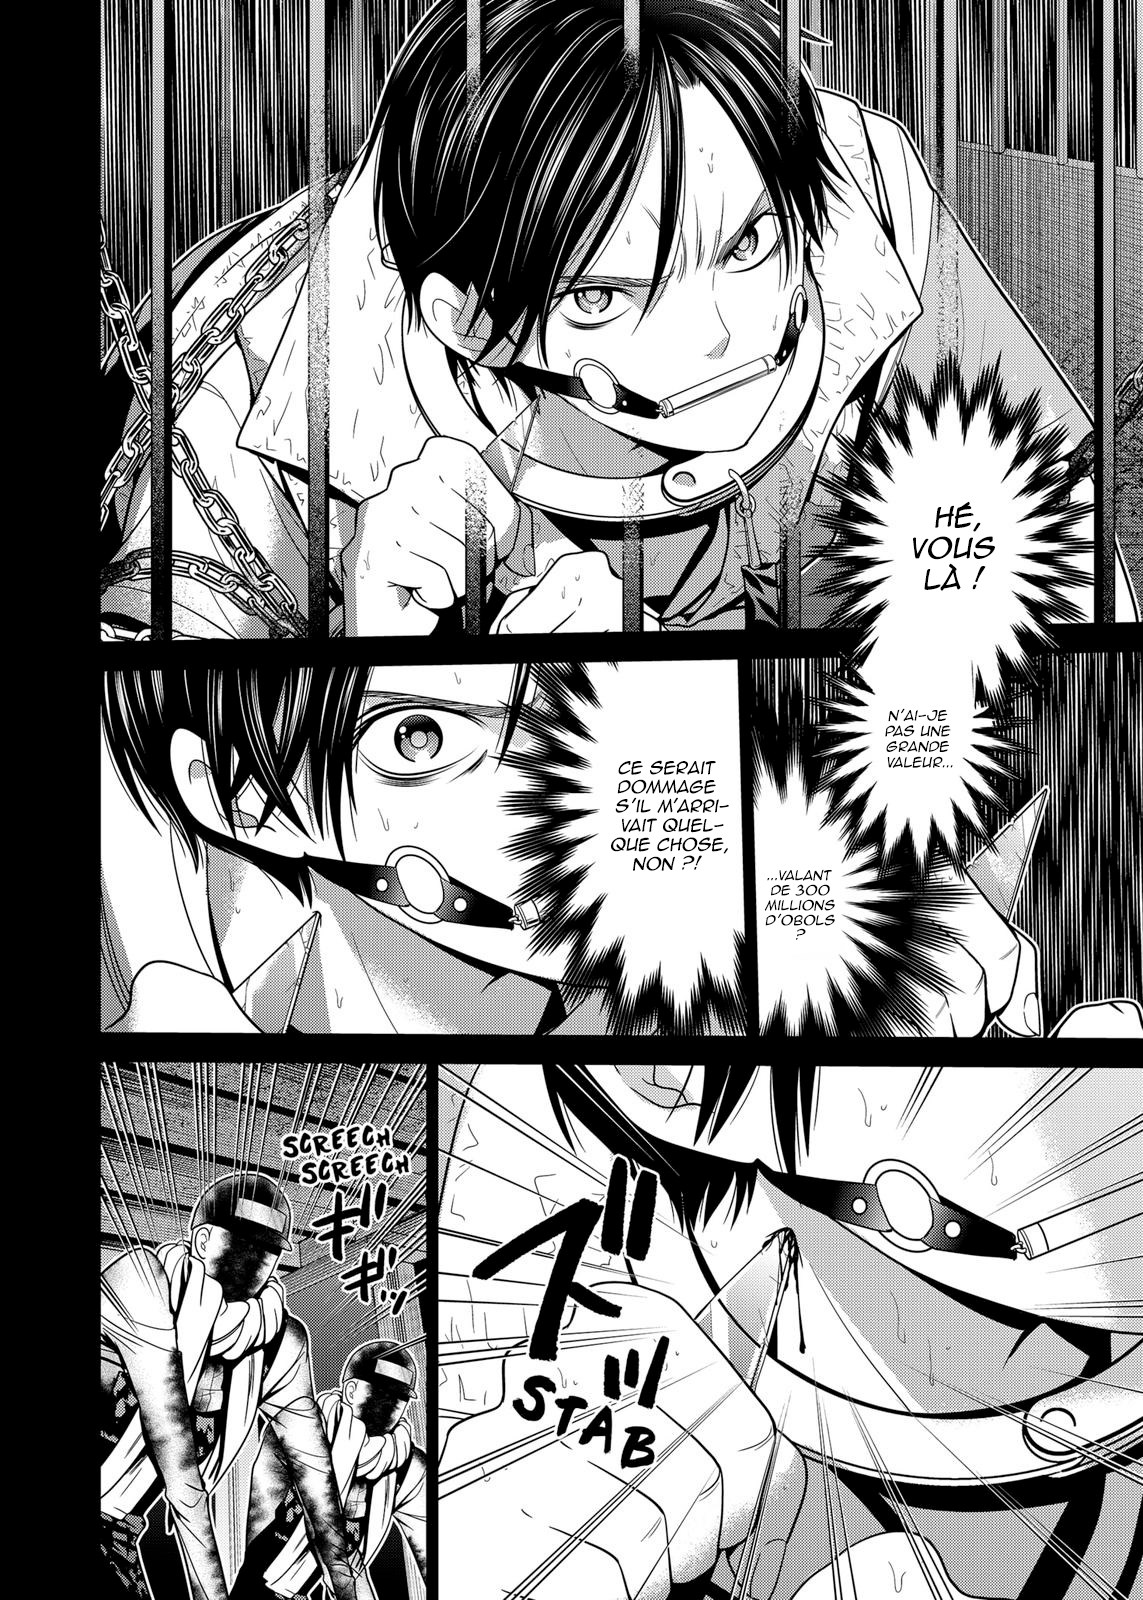 HÉ,
VOUS
LÀ !
N'AI-JE
PAS UNE
GRANDE
VALEUR...
...VALANT
DE 300
MILLIONS
D'OBOLS
?
CE SERAIT
DOMMAGE
S'IL M'ARRI-
VAIT QUEL-
QUE CHOSE,
NON ?!
ズ
ッ
STAB
SCREECH
SCREECH
ギ
ギッ